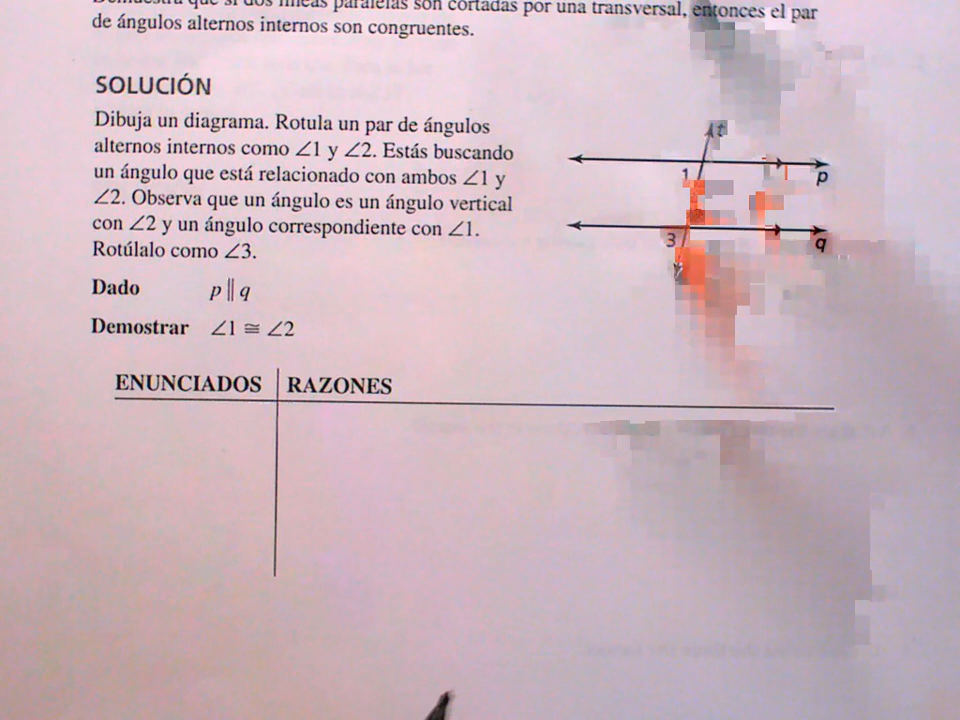 Demuestra que si dos líneas paralelas son cortadas por una transversal, entonces el par
de ángulos alternos internos son congruentes.
SOLUCIÓN
Dibuja un diagrama. Rotula un par de ángulos
alternos internos como ∠1 y ∠2. Estás buscando
un ángulo que está relacionado con ambos ∠1 y
∠2. Observa que un ángulo es un ángulo vertical
con ∠2 y un ángulo correspondiente con ∠1.
Rotúlalo como ∠3.
Dado p ∥ q
Demostrar ∠1 ≅ ∠2
t
1
p
3
q
ENUNCIADOS RAZONES